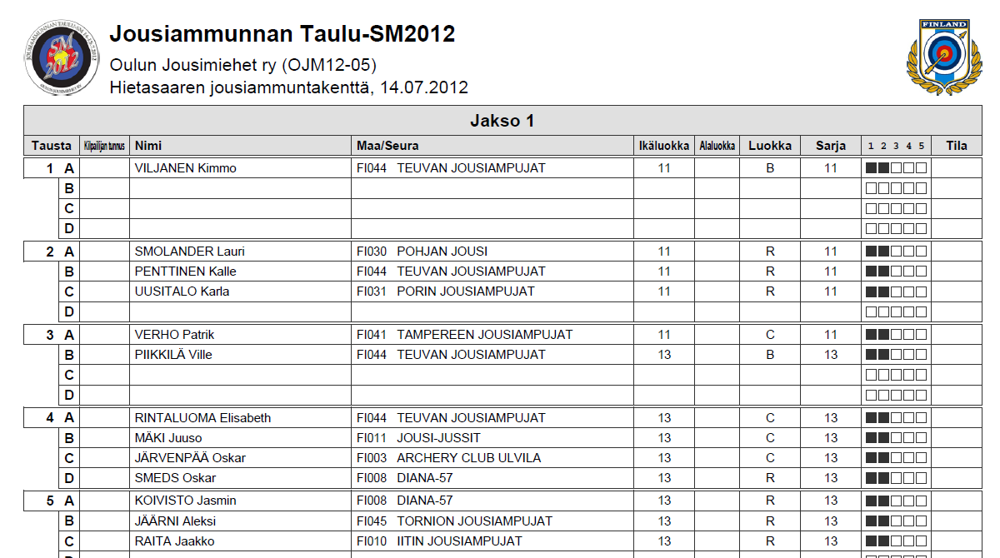 Jousiammunnan Taulu-SM2012
Oulun Jousimiehet ry (OJM12-05)
Hietasaaren jousiammuntakenttä, 14.07.2012
SM
2012
FINLAND
Jakso 1
Tausta Kilpailijan tunnus Nimi Maa/Seura Ikäluokka Alaluokka Luokka Sarja 1 2 3 4 5 Tila
1 A VILJANEN Kimmo FI044 TEUVAN JOUSIAMPUJAT 11 B 11
B
C
D
2 A SMOLANDER Lauri FI030 POHJAN JOUSI 11 R 11
B PENTTINEN Kalle FI044 TEUVAN JOUSIAMPUJAT 11 R 11
C UUSITALO Karla FI031 PORIN JOUSIAMPUJAT 11 R 11
D
3 A VERHO Patrik FI041 TAMPEREEN JOUSIAMPUJAT 11 C 11
B PIIKKILÄ Ville FI044 TEUVAN JOUSIAMPUJAT 13 B 13
C
D
4 A RINTALUOMA Elisabeth FI044 TEUVAN JOUSIAMPUJAT 13 C 13
B MÄKI Juuso FI011 JOUSI-JUSSIT 13 C 13
C JÄRVENPÄÄ Oskar FI003 ARCHERY CLUB ULVILA 13 C 13
D SMEDS Oskar FI008 DIANA-57 13 R 13
5 A KOIVISTO Jasmin FI008 DIANA-57 13 R 13
B JÄÄRNI Aleksi FI045 TORNION JOUSIAMPUJAT 13 R 13
C RAITA Jaakko FI010 IITIN JOUSIAMPUJAT 13 R 13